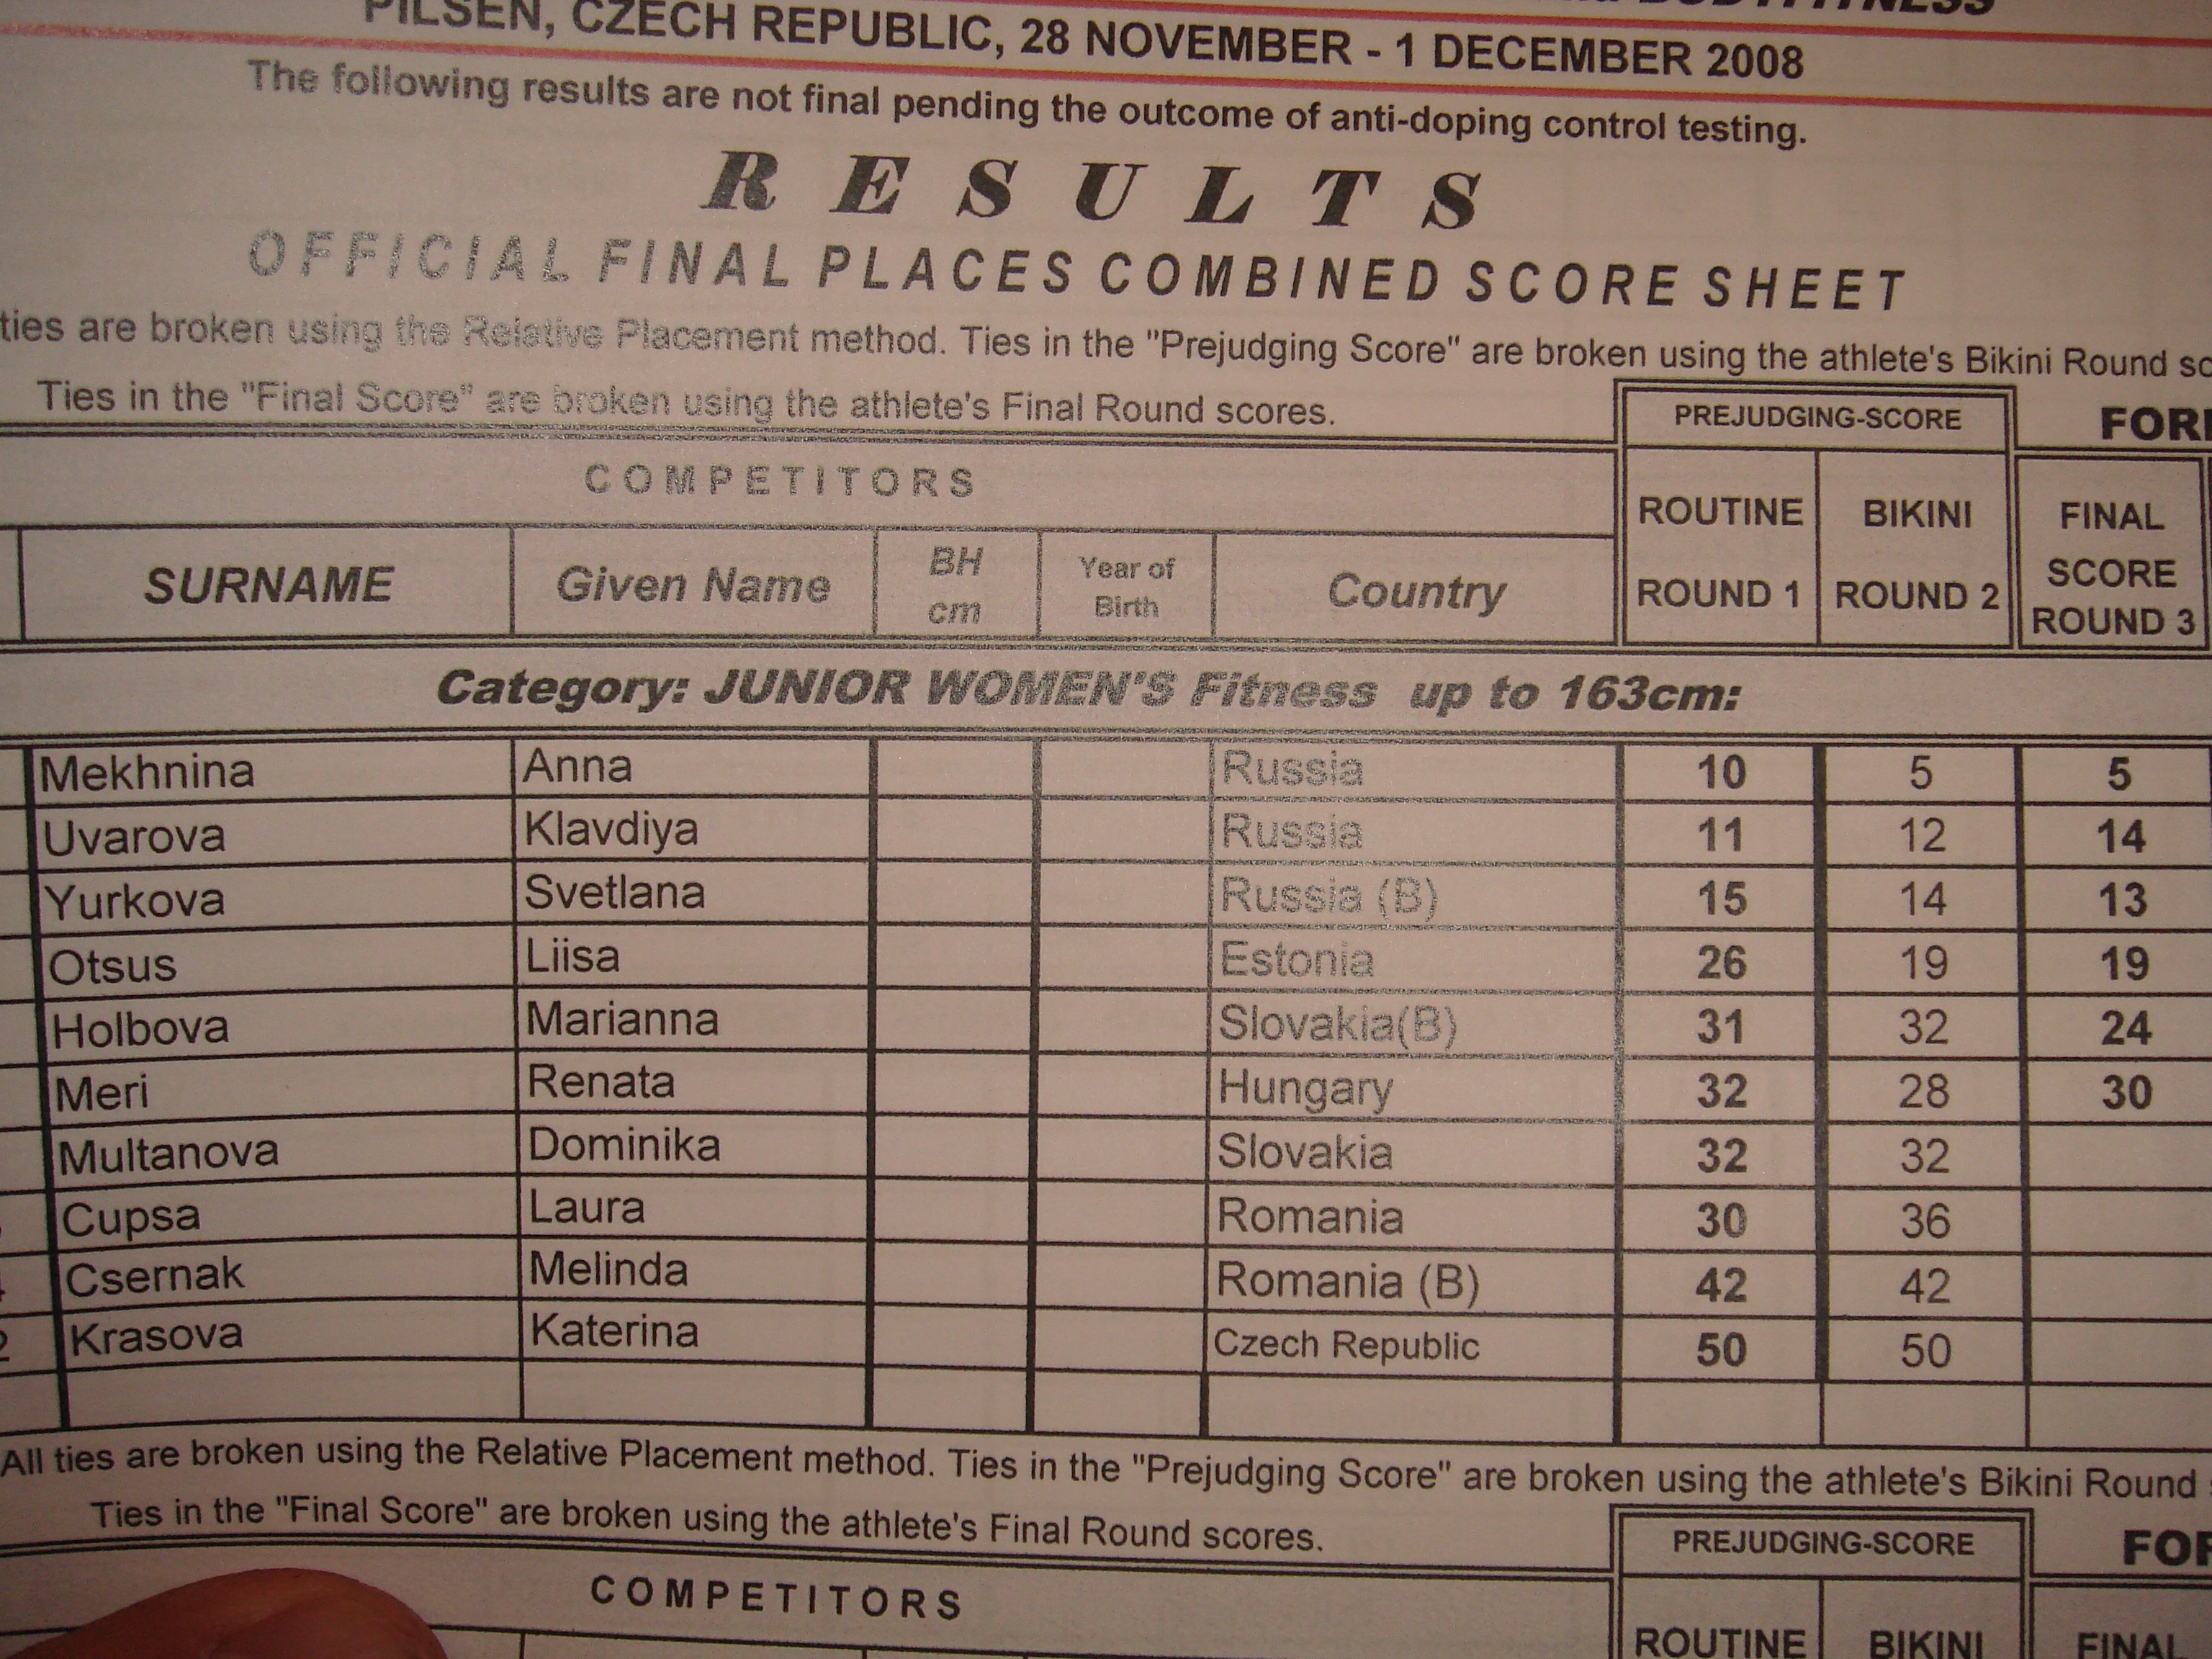 PILSEN, CZECH REPUBLIC, 28 NOVEMBER - 1 DECEMBER 2008
The following results are not final pending the outcome of anti-doping control testing.
RESULTS
OFFICIAL FINAL PLACES COMBINED SCORE SHEET
ties are broken using the Relative Placement method. Ties in the "Prejudging Score" are broken using the athlete's Bikini Round sc
Ties in the "Final Score" are broken using the athlete's Final Round scores.
PREJUDGING-SCORE
COMPETITORS
SURNAME Given Name BH cm Year of Birth Country ROUTINE ROUND 1 BIKINI ROUND 2 FINAL SCORE ROUND 3
Category: JUNIOR WOMEN'S Fitness up to 163cm:
Mekhnina Anna Russia 10 5 5
Uvarova Klavdiya Russia 11 12 14
Yurkova Svetlana Russia (B) 15 14 13
Otsus Liisa Estonia 26 19 19
Holbova Marianna Slovakia(B) 31 32 24
Meri Renata Hungary 32 28 30
Multanova Dominika Slovakia 32 32
Cupsa Laura Romania 30 36
Csernak Melinda Romania (B) 42 42
Krasova Katerina Czech Republic 50 50
All ties are broken using the Relative Placement method. Ties in the "Prejudging Score" are broken using the athlete's Bikini Round
Ties in the "Final Score" are broken using the athlete's Final Round scores.
PREJUDGING-SCORE
COMPETITORS
ROUTINE BIKINI FINAL